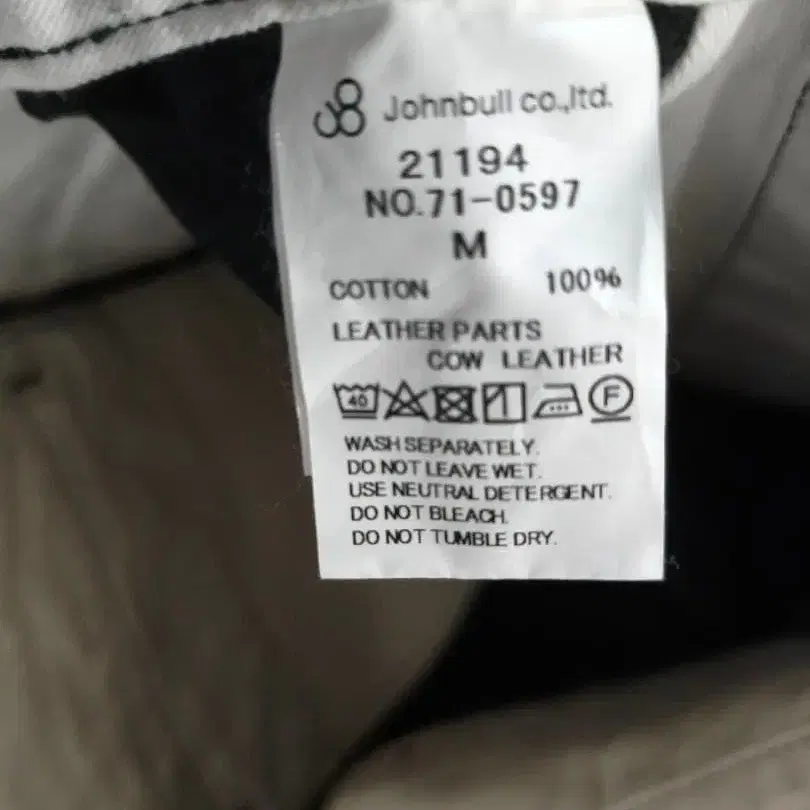 Johnbull co.,ltd.
21194
NO.71-0597
M
COTTON 100%
LEATHER PARTS
COW LEATHER
40 F
WASH SEPARATELY.
DO NOT LEAVE WET.
USE NEUTRAL DETERGENT.
DO NOT BLEACH.
DO NOT TUMBLE DRY.